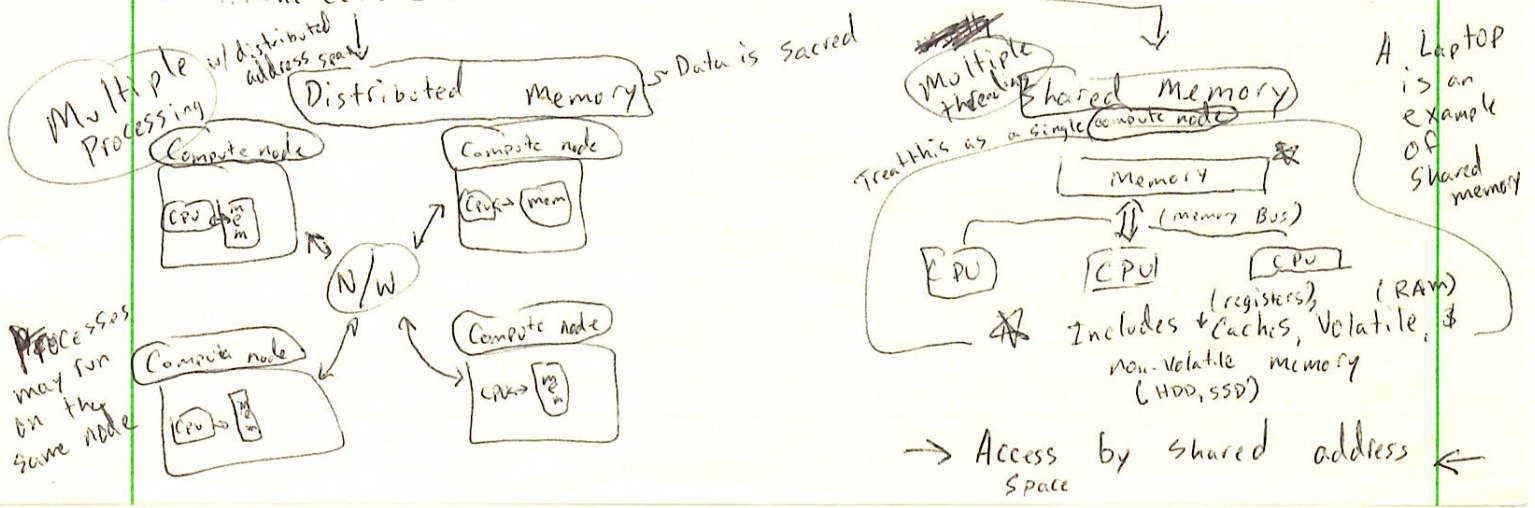 Multiple
Processing
w/ distributed
address space
Distributed Memory
Data is sacred
Compute node
CPU
mem
Compute node
CPU
mem
N/W
Processes
may run
on the
same node
Compute node
CPU
mem
Compute node
CPU
mem
Multiple
threading
Shared Memory
Treat this as a single compute node
Memory
(memory Bus)
CPU
CPU
CPU
(registers), (RAM)
Includes Caches, Volatile, &
non-volatile memory
(HDD, SSD)
→ Access by shared address ←
space
A Laptop
is an
example
of
Shared
memory